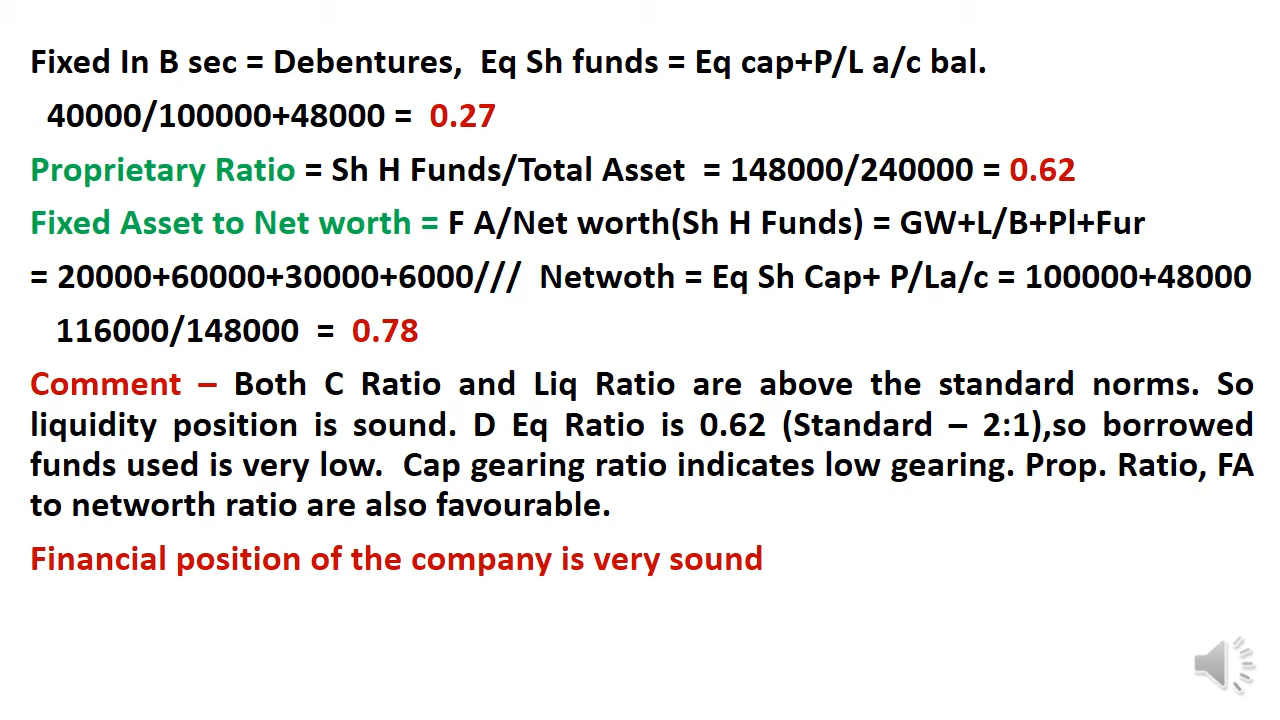 Fixed In B sec = Debentures, Eq Sh funds = Eq cap+P/L a/c bal.
40000/100000+48000 = 0.27
Proprietary Ratio = Sh H Funds/Total Asset = 148000/240000 = 0.62
Fixed Asset to Net worth = F A/Net worth(Sh H Funds) = GW+L/B+Pl+Fur
= 20000+60000+30000+6000/// Netwoth = Eq Sh Cap+ P/La/c = 100000+48000
116000/148000 = 0.78
Comment – Both C Ratio and Liq Ratio are above the standard norms. So
liquidity position is sound. D Eq Ratio is 0.62 (Standard – 2:1),so borrowed
funds used is very low. Cap gearing ratio indicates low gearing. Prop. Ratio, FA
to networth ratio are also favourable.
Financial position of the company is very sound